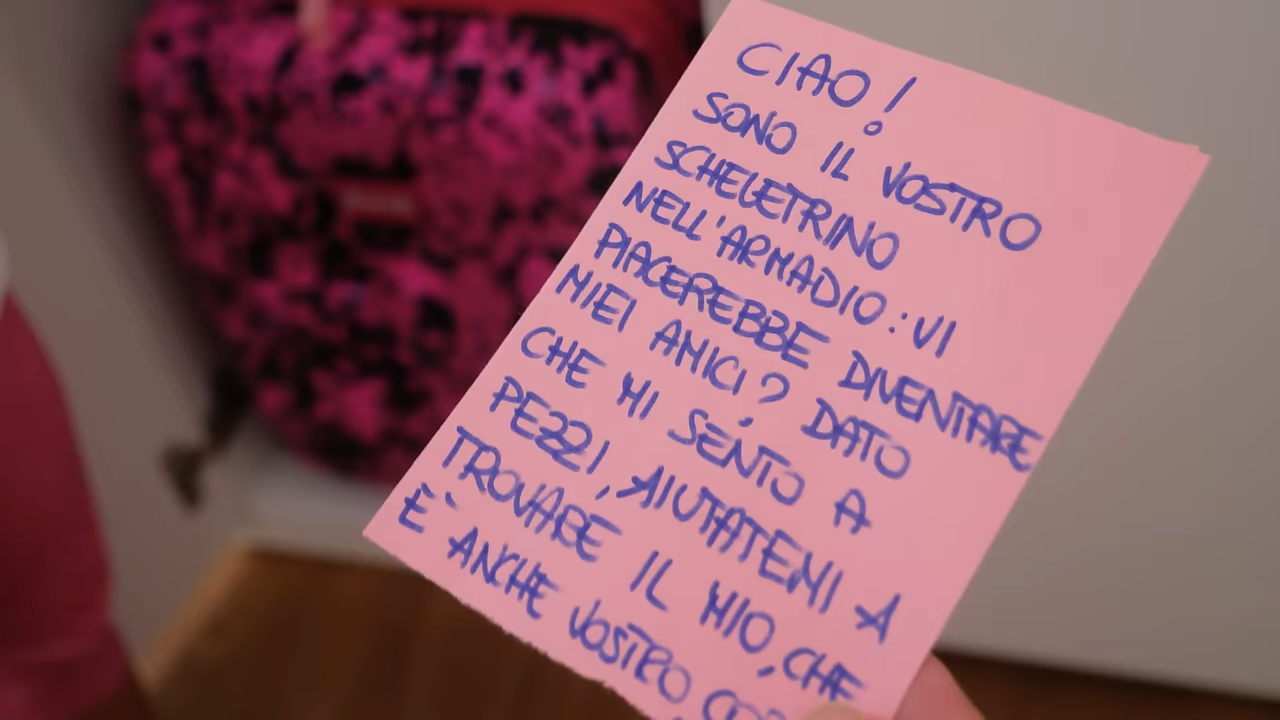 CIAO!
SONO IL VOSTRO
SCHELETRINO
NELL'ARMADIO: VI
PIACEREBBE DIVENTARE
MIEI AMICI? DATO
CHE MI SENTO A
PEZZI, AIUTATEMI A
TROVARE IL MIO, CHE
È ANCHE VOSTRO,